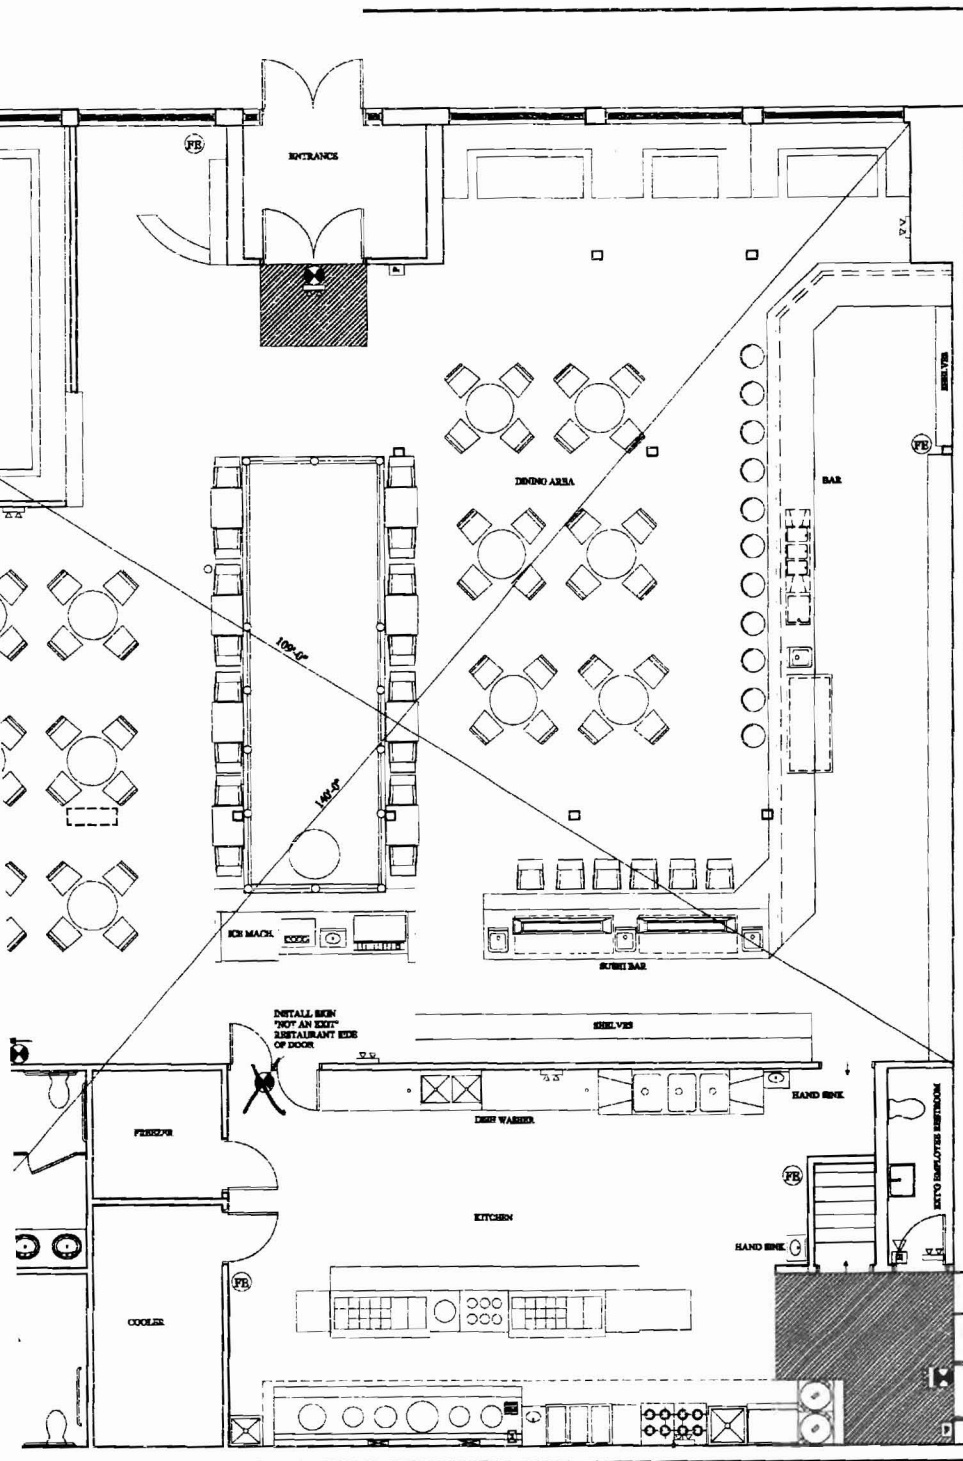 FE
ENTRANCE
SHELVES
FE
DINING AREA
BAR
109'-0"
140'-0"
ICE MACH.
SUSHI BAR
INSTALL SIGN
"NOT AN EXIT"
RESTAURANT SIDE
OF DOOR
SHELVES
HAND SINK
DISH WASHER
FREEZER
EXT'G EMPLOYEE RESTROOM
FE
KITCHEN
HAND SINK
FE
COOLER